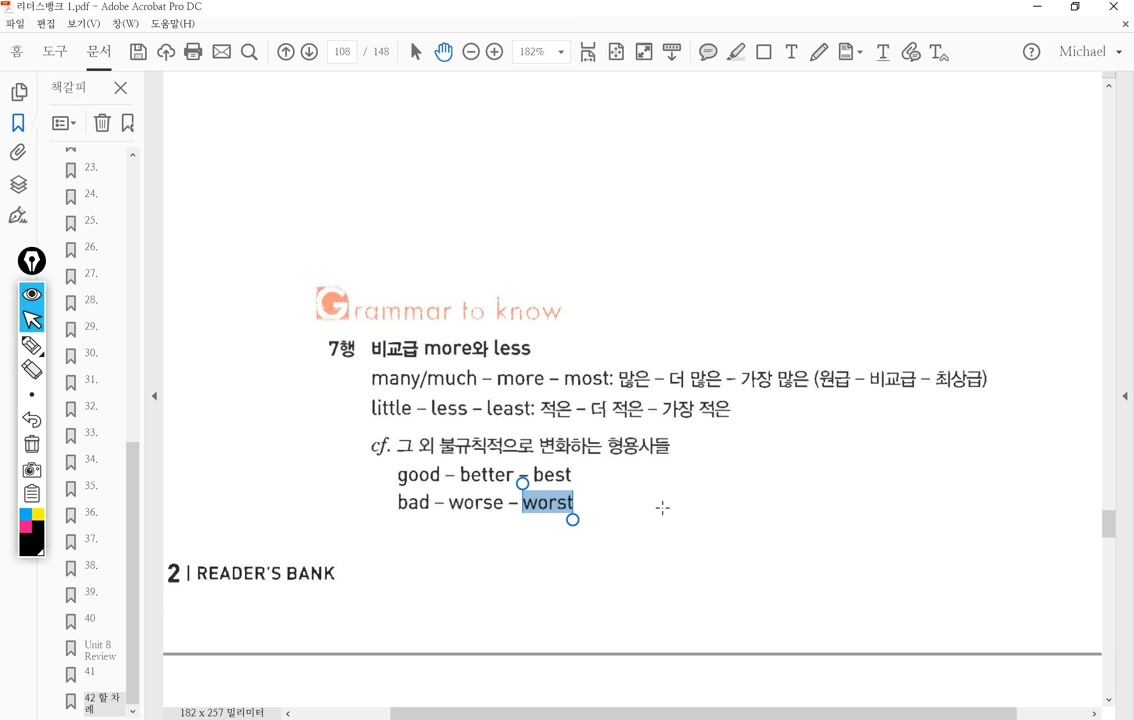 리더스뱅크 1.pdf - Adobe Acrobat Pro DC
파일 편집 보기(V) 창(W) 도움말(H)
홈 도구 문서 108 / 148 182% Michael
책갈피
23.
24.
25.
26.
27.
28.
29.
30.
31.
32.
33.
34.
35.
36.
37.
38.
39.
40
Unit 8
Review
41
42 할 차
례
Grammar to know
7행 비교급 more와 less
many/much – more – most: 많은 – 더 많은 – 가장 많은 (원급 – 비교급 – 최상급)
little – less – least: 적은 – 더 적은 – 가장 적은
cf. 그 외 불규칙적으로 변화하는 형용사들
good – better – best
bad – worse – worst
2 | READER'S BANK
182 x 257 밀리미터